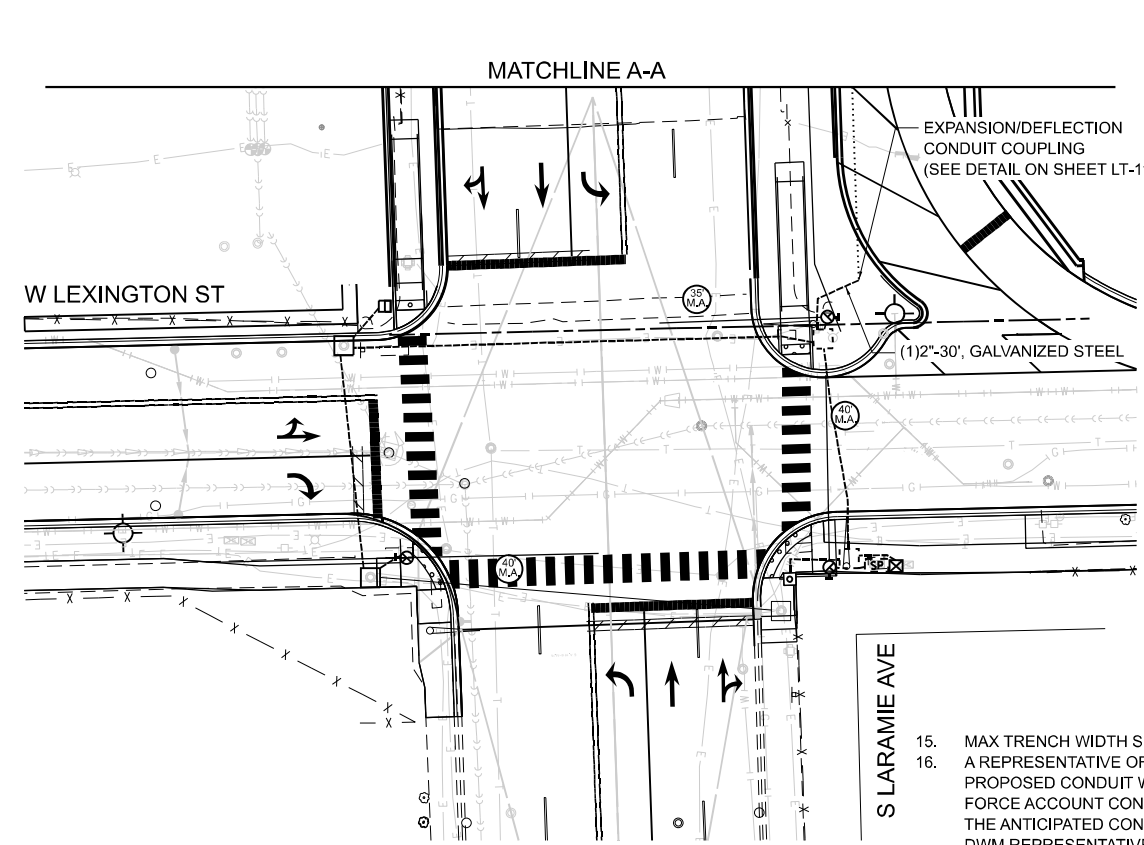 MATCHLINE A-A
EXPANSION/DEFLECTION
CONDUIT COUPLING
(SEE DETAIL ON SHEET LT-1
W LEXINGTON ST
35'
M.A.
(1)2"-30', GALVANIZED STEEL
40'
M.A.
40'
M.A.
SP
S LARAMIE AVE
15. MAX TRENCH WIDTH S
16. A REPRESENTATIVE OF
PROPOSED CONDUIT W
FORCE ACCOUNT CON
THE ANTICIPATED CON
DWM REPRESENTATIVE